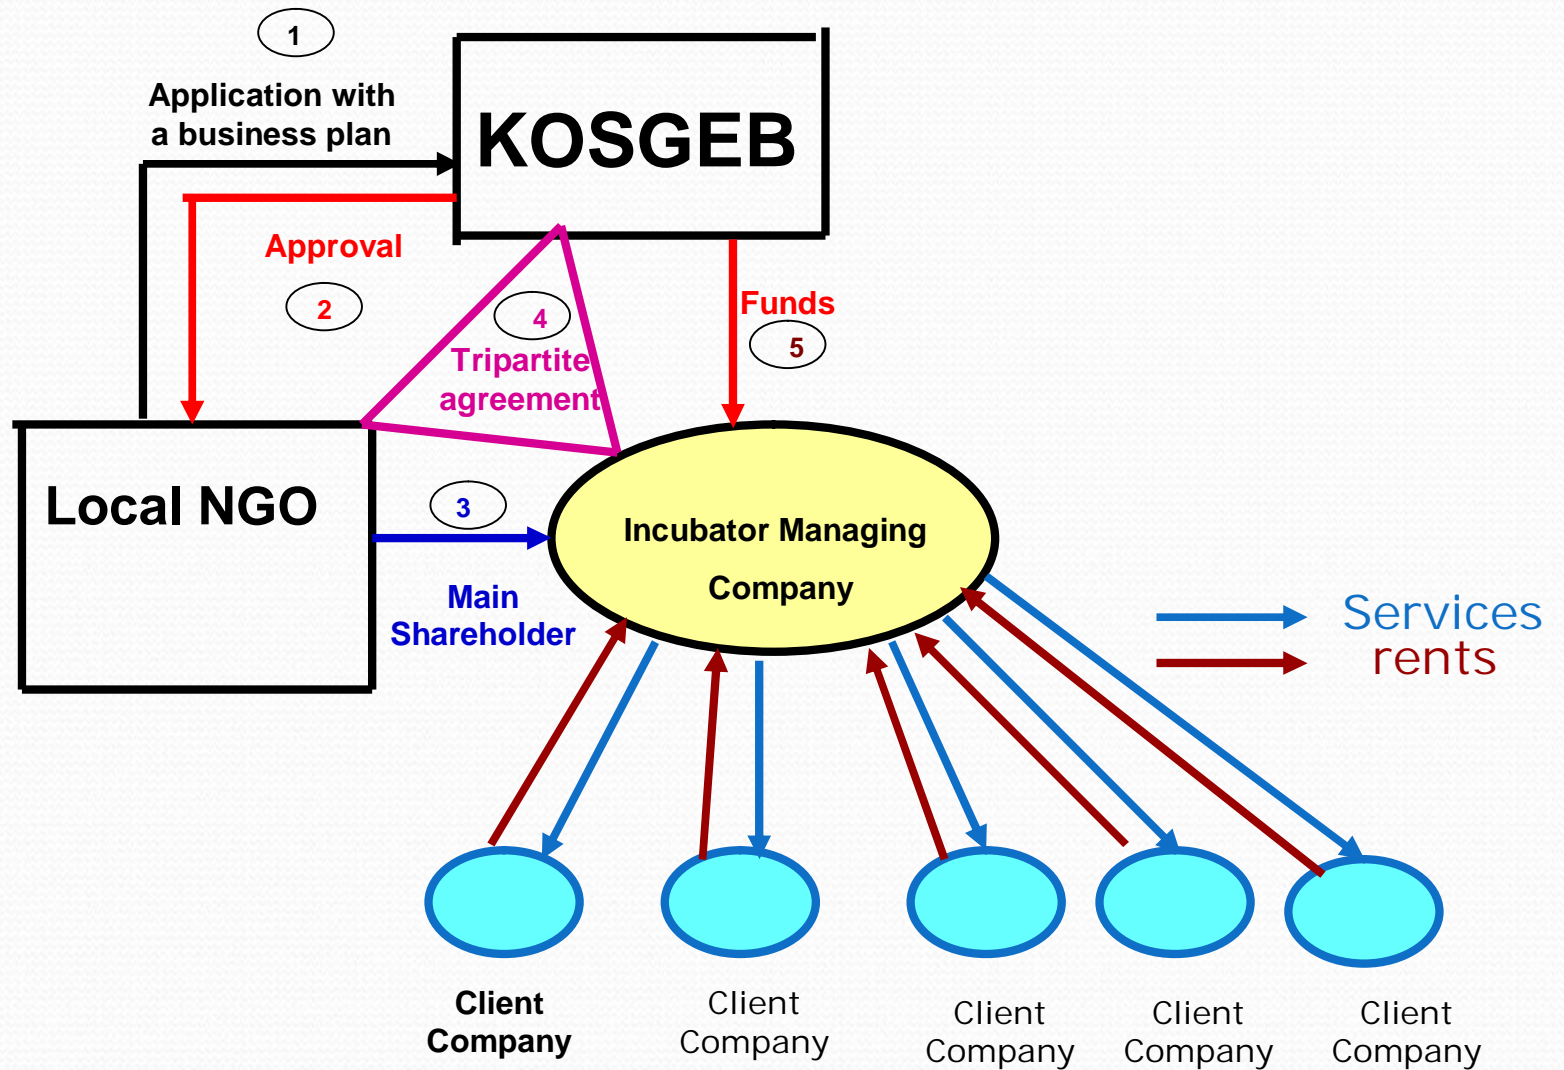 1
Application with
a business plan
KOSGEB
Approval
2
4
Tripartite
agreement
Funds
5
Local NGO
3
Main
Shareholder
Incubator Managing
Company
Services
rents
Client
Company
Client
Company
Client
Company
Client
Company
Client
Company